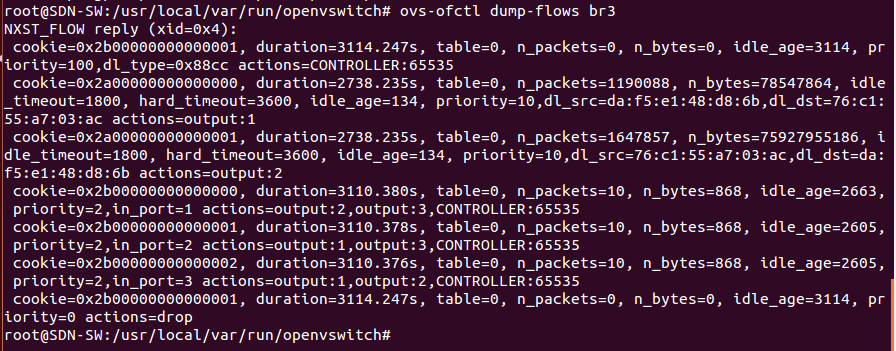 root@SDN-SW:/usr/local/var/run/openvswitch# ovs-ofctl dump-flows br3
NXST_FLOW reply (xid=0x4):
 cookie=0x2b00000000000001, duration=3114.247s, table=0, n_packets=0, n_bytes=0, idle_age=3114, pr
iority=100,dl_type=0x88cc actions=CONTROLLER:65535
 cookie=0x2a00000000000000, duration=2738.235s, table=0, n_packets=1190088, n_bytes=78547864, idle
_timeout=1800, hard_timeout=3600, idle_age=134, priority=10,dl_src=da:f5:e1:48:d8:6b,dl_dst=76:c1:
55:a7:03:ac actions=output:1
 cookie=0x2a00000000000001, duration=2738.235s, table=0, n_packets=1647857, n_bytes=75927955186, i
dle_timeout=1800, hard_timeout=3600, idle_age=134, priority=10,dl_src=76:c1:55:a7:03:ac,dl_dst=da:
f5:e1:48:d8:6b actions=output:2
 cookie=0x2b00000000000000, duration=3110.380s, table=0, n_packets=10, n_bytes=868, idle_age=2663,
 priority=2,in_port=1 actions=output:2,output:3,CONTROLLER:65535
 cookie=0x2b00000000000001, duration=3110.378s, table=0, n_packets=10, n_bytes=868, idle_age=2605,
 priority=2,in_port=2 actions=output:1,output:3,CONTROLLER:65535
 cookie=0x2b00000000000002, duration=3110.376s, table=0, n_packets=10, n_bytes=868, idle_age=2605,
 priority=2,in_port=3 actions=output:1,output:2,CONTROLLER:65535
 cookie=0x2b00000000000001, duration=3114.247s, table=0, n_packets=0, n_bytes=0, idle_age=3114, pr
iority=0 actions=drop
root@SDN-SW:/usr/local/var/run/openvswitch#